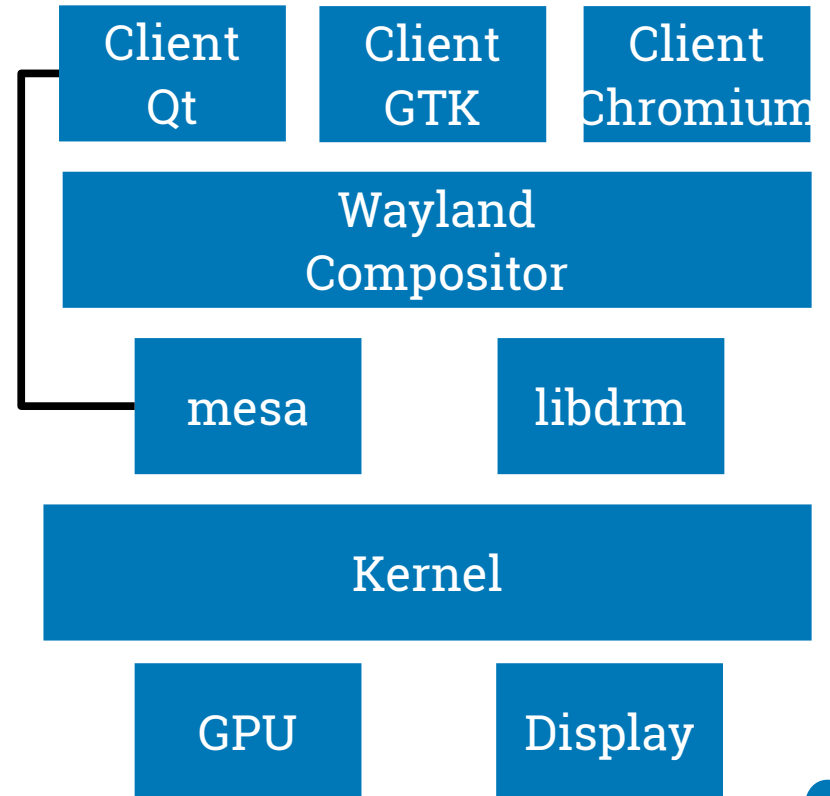 Client
Qt
Client
GTK
Client
Chromium
Wayland
Compositor
mesa
libdrm
Kernel
GPU
Display